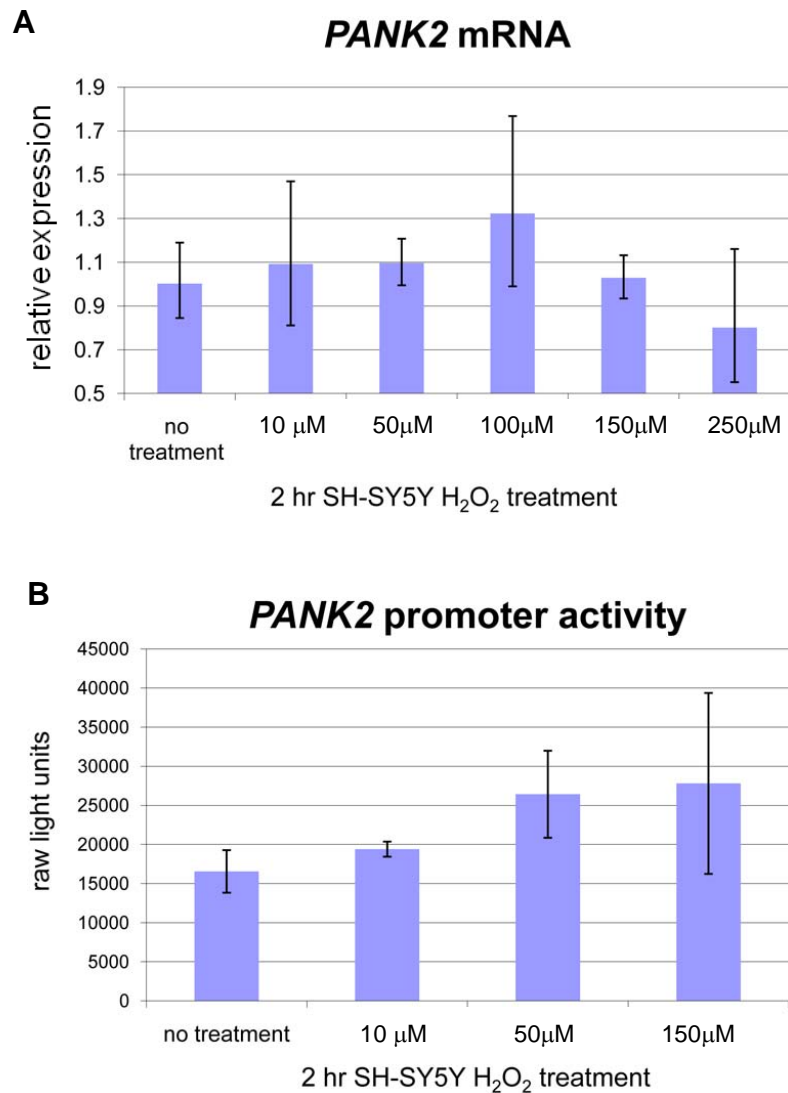 A
PANK2 mRNA
relative expression
1.9
1.7
1.5
1.3
1.1
0.9
0.7
0.5
no treatment
10 μM
50μM
100μM
150μM
250μM
2 hr SH-SY5Y H₂O₂ treatment
B
PANK2 promoter activity
raw light units
45000
40000
35000
30000
25000
20000
15000
10000
5000
0
no treatment
10 μM
50μM
150μM
2 hr SH-SY5Y H₂O₂ treatment